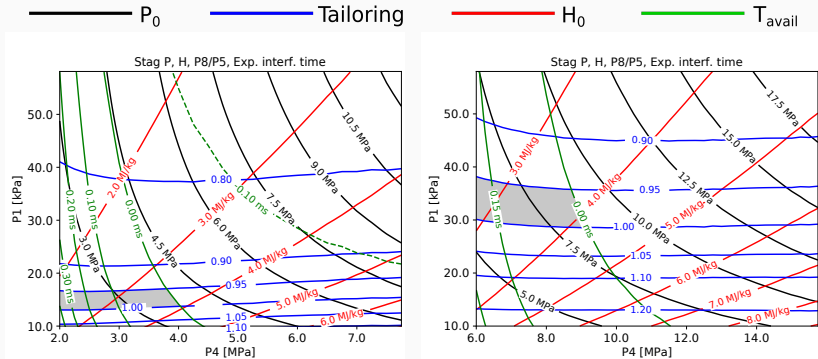 P0 Tailoring H0 Tavail
Stag P, H, P8/P5, Exp. interf. time
50.0
40.0
30.0
20.0
10.0
P1 [kPa]
2.0 3.0 4.0 5.0 6.0 7.0
P4 [MPa]
10.5 MPa
9.0 MPa
7.5 MPa
6.0 MPa
4.5 MPa
3.0 MPa
2.0 MJ/kg
3.0 MJ/kg
4.0 MJ/kg
5.0 MJ/kg
6.0 MJ/kg
0.80
0.90
0.95
1.00
1.05
1.10
-0.10 ms
0.00 ms
0.10 ms
0.20 ms
0.30 ms
Stag P, H, P8/P5, Exp. interf. time
50.0
40.0
30.0
20.0
10.0
P1 [kPa]
6.0 8.0 10.0 12.0 14.0
P4 [MPa]
17.5 MPa
15.0 MPa
12.5 MPa
10.0 MPa
7.5 MPa
5.0 MPa
3.0 MJ/kg
4.0 MJ/kg
5.0 MJ/kg
6.0 MJ/kg
7.0 MJ/kg
8.0 MJ/kg
0.90
0.95
1.00
1.05
1.10
1.20
0.15 ms
0.00 ms